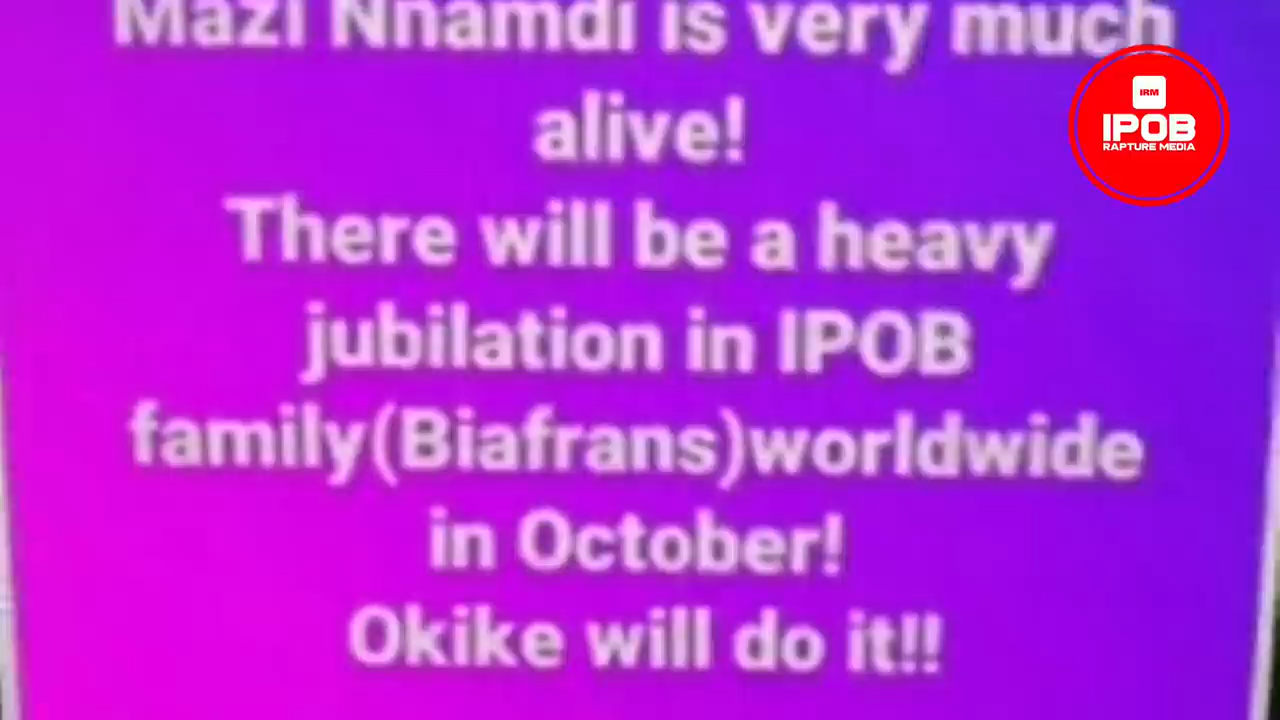 Mazi Nnamdi is very much
alive!
There will be a heavy
jubilation in IPOB
family(Biafrans)worldwide
in October!
Okike will do it!!
IRM
IPOB
RAPTURE MEDIA